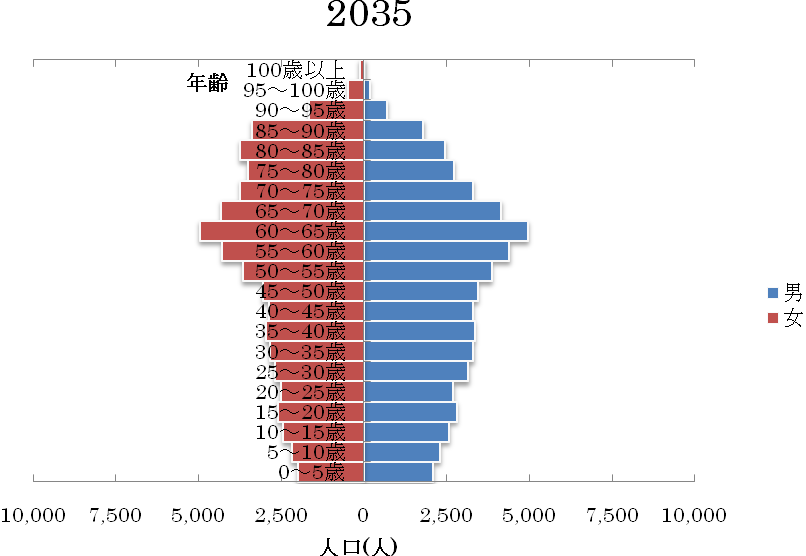 2035
年齢
100歳以上
95～100歳
90～95歳
85～90歳
80～85歳
75～80歳
70～75歳
65～70歳
60～65歳
55～60歳
50～55歳
45～50歳
40～45歳
35～40歳
30～35歳
25～30歳
20～25歳
15～20歳
10～15歳
5～10歳
0～5歳
男
女
10,000 7,500 5,000 2,500 0 2,500 5,000 7,500 10,000
人口(人)